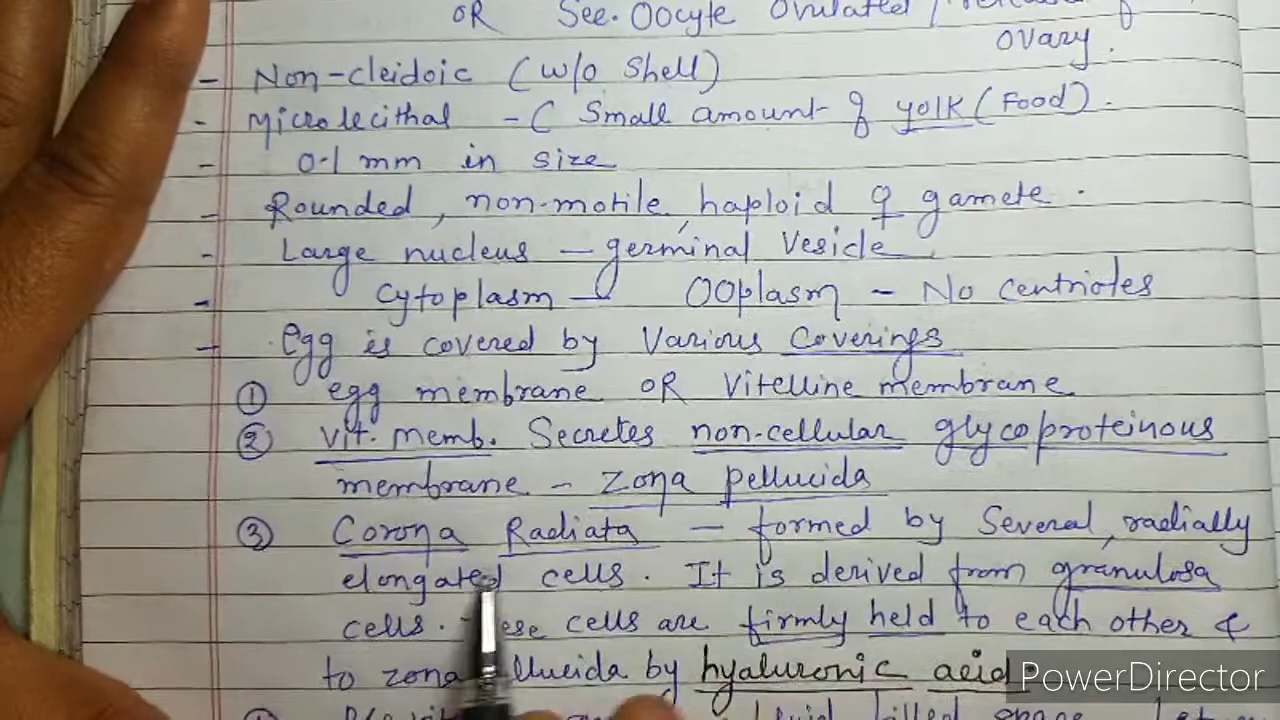 OR See. Oocyte Ovulated /
ovary.
- Non-cleidoic (w/o shell)
- Microlecithal - ( Small amount of yolk (Food).
- 0.1 mm in size
- Rounded, non-motile, haploid ♀ gamete.
- Large nucleus — germinal vesicle
- Cytoplasm — Ooplasm - No centrioles
- Egg is covered by various coverings
① egg membrane OR vitelline membrane
② vit. memb. Secretes non-cellular glycoproteinous
membrane - zona pellucida
③ Corona Radiata — formed by several, radially
elongated cells. It is derived from granulosa
cells. These cells are firmly held to each other &
to zona pellucida by hyaluronic acid.
PowerDirector